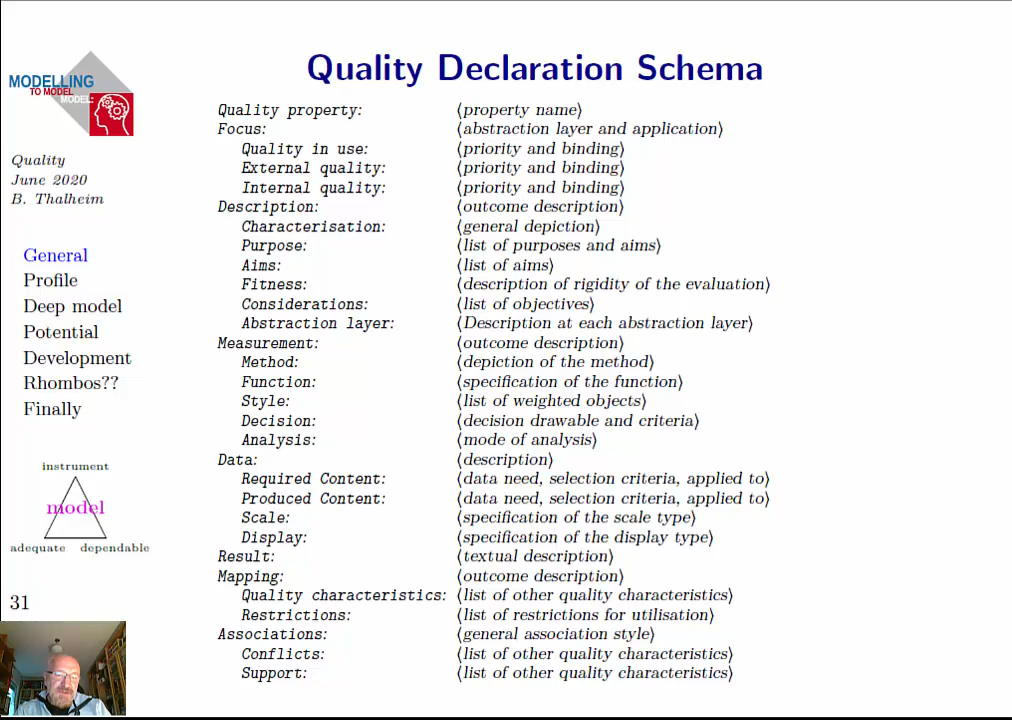 Quality Declaration Schema
MODELLING
TO MODEL
MODEL:
Quality
June 2020
B. Thalheim
General
Profile
Deep model
Potential
Development
Rhombos??
Finally
instrument
model
adequate dependable
31
Quality property: ⟨property name⟩
Focus: ⟨abstraction layer and application⟩
Quality in use: ⟨priority and binding⟩
External quality: ⟨priority and binding⟩
Internal quality: ⟨priority and binding⟩
Description: ⟨outcome description⟩
Characterisation: ⟨general depiction⟩
Purpose: ⟨list of purposes and aims⟩
Aims: ⟨list of aims⟩
Fitness: ⟨description of rigidity of the evaluation⟩
Considerations: ⟨list of objectives⟩
Abstraction layer: ⟨Description at each abstraction layer⟩
Measurement: ⟨outcome description⟩
Method: ⟨depiction of the method⟩
Function: ⟨specification of the function⟩
Style: ⟨list of weighted objects⟩
Decision: ⟨decision drawable and criteria⟩
Analysis: ⟨mode of analysis⟩
Data: ⟨description⟩
Required Content: ⟨data need, selection criteria, applied to⟩
Produced Content: ⟨data need, selection criteria, applied to⟩
Scale: ⟨specification of the scale type⟩
Display: ⟨specification of the display type⟩
Result: ⟨textual description⟩
Mapping: ⟨outcome description⟩
Quality characteristics: ⟨list of other quality characteristics⟩
Restrictions: ⟨list of restrictions for utilisation⟩
Associations: ⟨general association style⟩
Conflicts: ⟨list of other quality characteristics⟩
Support: ⟨list of other quality characteristics⟩